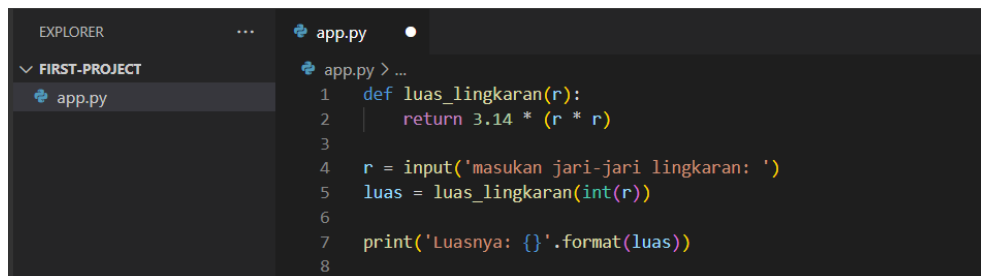 EXPLORER ...
FIRST-PROJECT
app.py
app.py
app.py > ...
1 def luas_lingkaran(r):
2     return 3.14 * (r * r)
3
4 r = input('masukan jari-jari lingkaran: ')
5 luas = luas_lingkaran(int(r))
6
7 print('Luasnya: {}'.format(luas))
8